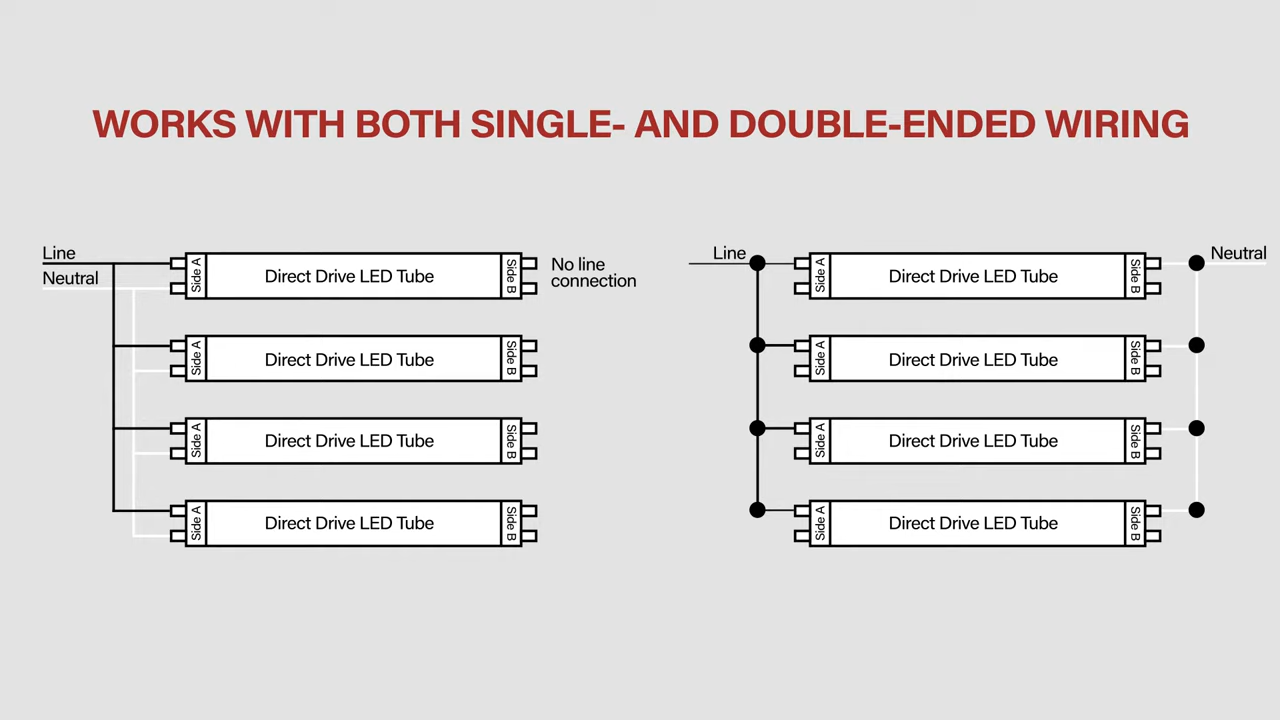 WORKS WITH BOTH SINGLE- AND DOUBLE-ENDED WIRING
Line
Neutral
Side A
Direct Drive LED Tube
Side B
No line
connection
Side A
Direct Drive LED Tube
Side B
Side A
Direct Drive LED Tube
Side B
Side A
Direct Drive LED Tube
Side B
Line
Side A
Direct Drive LED Tube
Side B
Neutral
Side A
Direct Drive LED Tube
Side B
Side A
Direct Drive LED Tube
Side B
Side A
Direct Drive LED Tube
Side B